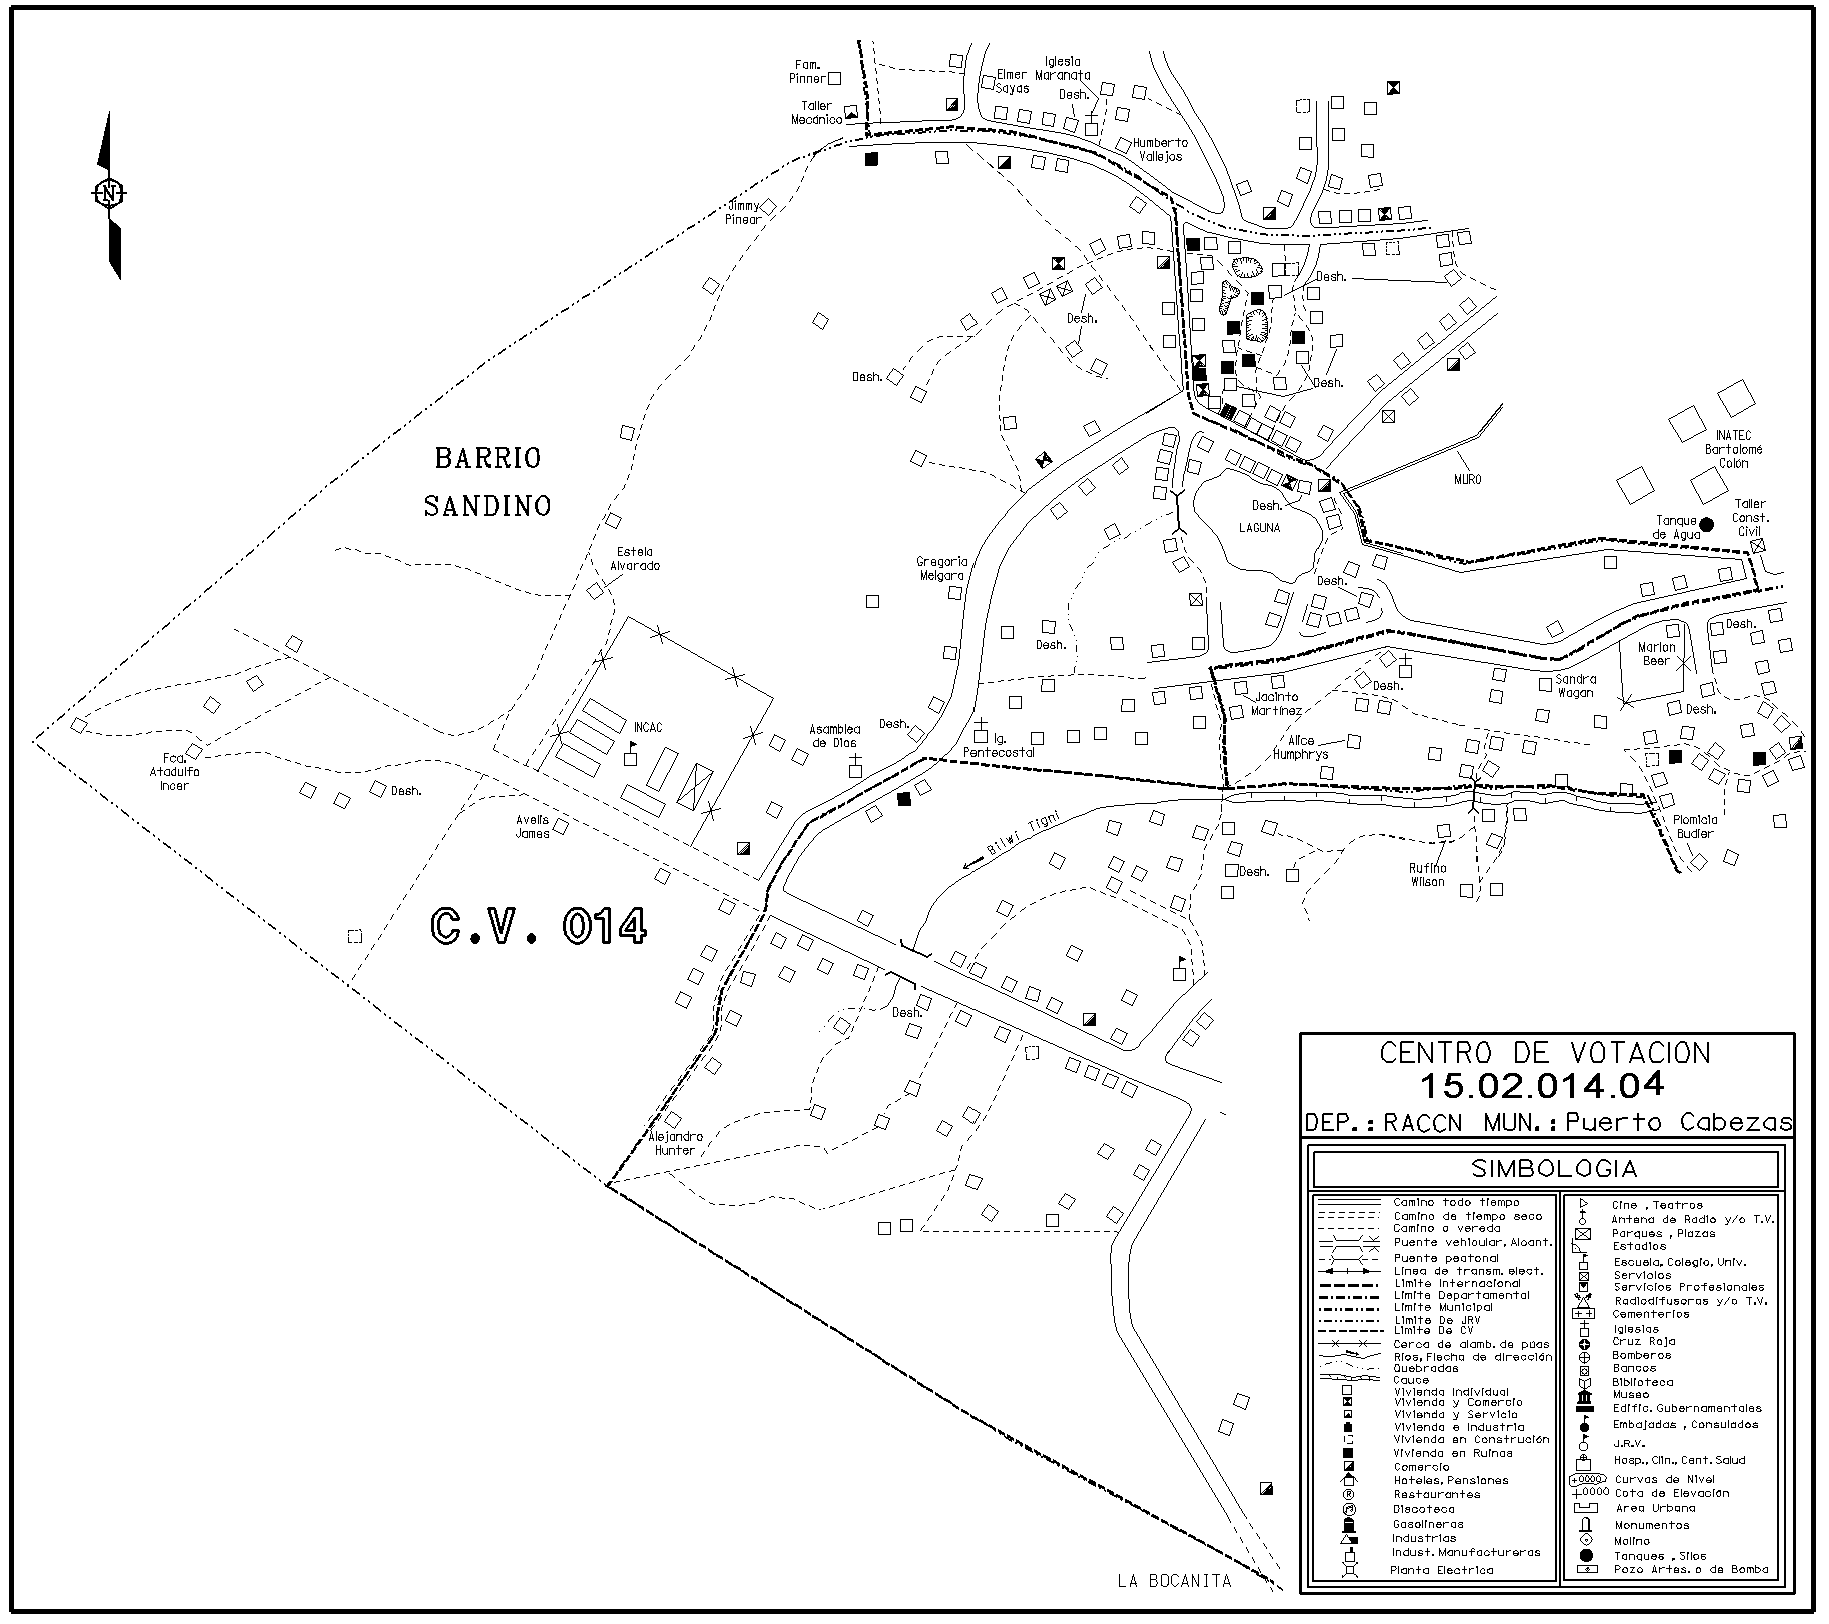 Fam.
Pinner
Taller
Mecánico
Elmer
Sayas
Iglesia
Maranata
Desh.
Humberto
Vallejos
N
Jimmy
Pinear
Desh.
Desh.
Desh.
Desh.
BARRIO
SANDINO
INATEC
Bartolomé
Colón
MURO
Desh.
LAGUNA
Tanque
de Agua
Taller
Const.
Civil
Estela
Alvarado
Gregoria
Melgara
Desh.
Desh.
Desh.
Marlon
Beer
Sandra
Wagan
Desh.
Jacinto
Martínez
Desh.
INCAC
Asamblea
de Dios
Desh.
Ig.
Pentecostal
Alice
Humphrys
Fca.
Atadulfo
Incer
Desh.
Avelis
James
Bilwi Tigni
Plomicia
Budier
Rufino
Wilson
Desh.
C.V. 014
Desh.
Alejandro
Hunter
LA BOCANITA
CENTRO DE VOTACION
15.02.014.04
DEP.: RACCN MUN.: Puerto Cabezas
SIMBOLOGIA
Camino todo tiempo
Camino de tiempo seco
Camino o vereda
Puente vehicular, Alcant.
Puente peatonal
Línea de transm. elect.
Límite Internacional
Límite Departamental
Límite Municipal
Límite De JRV
Límite De CV
Cerca de alamb. de púas
Ríos, Flecha de dirección
Quebradas
Cauce
Vivienda Individual
Vivienda y Comercio
Vivienda y Servicio
Vivienda e Industria
Vivienda en Construción
Vivienda en Ruinas
Comercio
Hoteles, Pensiones
R Restaurantes
Discoteca
Gasolineras
Industrias
Indust. Manufactureras
Planta Electrica
Cine , Teatros
Antena de Radio y/o T.V.
Parques , Plazas
Estadios
Escuela, Colegio, Univ.
Servicios
Servicios Profesionales
Radiodifusoras y/o T.V.
Cementerios
Iglesias
Cruz Roja
Bomberos
Bancos
Biblioteca
Museo
Edific. Gubernamentales
Embajadas , Consulados
J.R.V.
Hosp., Clin., Cent. Salud
+0000 Curvas de Nivel
+0000 Cota de Elevación
Area Urbana
Monumentos
Molino
Tanques , Silos
Pozo Artes. o de Bomba